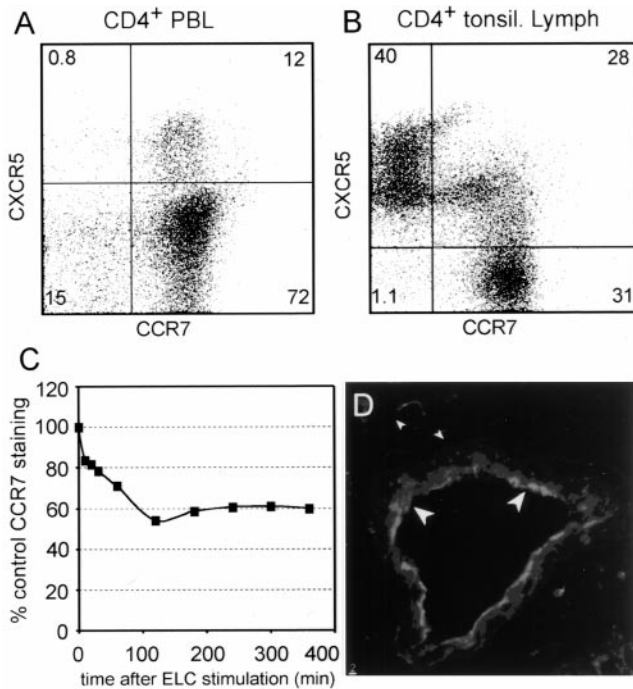 A
CD4+ PBL
0.8
12
15
72
CXCR5
CCR7
B
CD4+ tonsil. Lymph
40
28
1.1
31
CXCR5
CCR7
C
120
100
80
60
40
20
0
% control CCR7 staining
0
100
200
300
400
time after ELC stimulation (min)
D
2